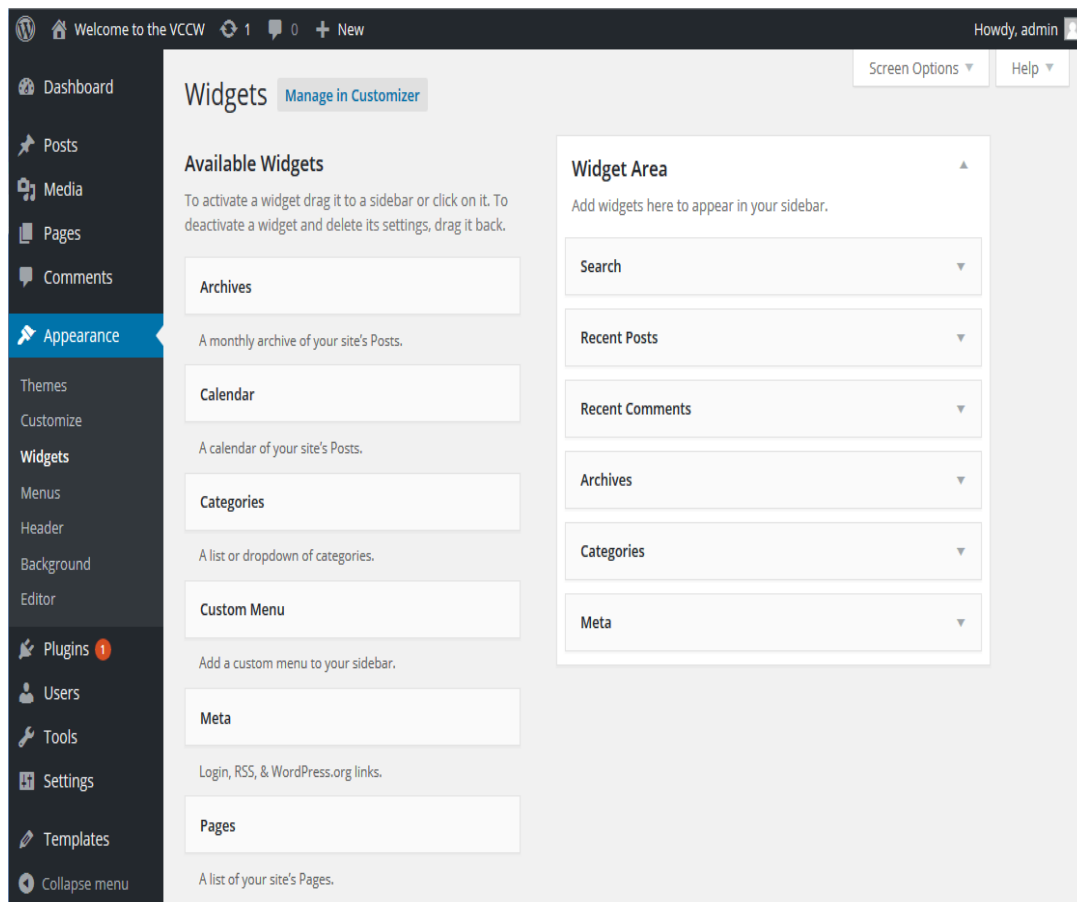 Welcome to the VCCW 1 0 New Howdy, admin
Screen Options Help
Dashboard
Posts
Media
Pages
Comments
Appearance
Themes
Customize
Widgets
Menus
Header
Background
Editor
Plugins 1
Users
Tools
Settings
Templates
Collapse menu
Widgets Manage in Customizer
Available Widgets
To activate a widget drag it to a sidebar or click on it. To
deactivate a widget and delete its settings, drag it back.
Archives
A monthly archive of your site's Posts.
Calendar
A calendar of your site's Posts.
Categories
A list or dropdown of categories.
Custom Menu
Add a custom menu to your sidebar.
Meta
Login, RSS, & WordPress.org links.
Pages
A list of your site's Pages.
Widget Area
Add widgets here to appear in your sidebar.
Search
Recent Posts
Recent Comments
Archives
Categories
Meta